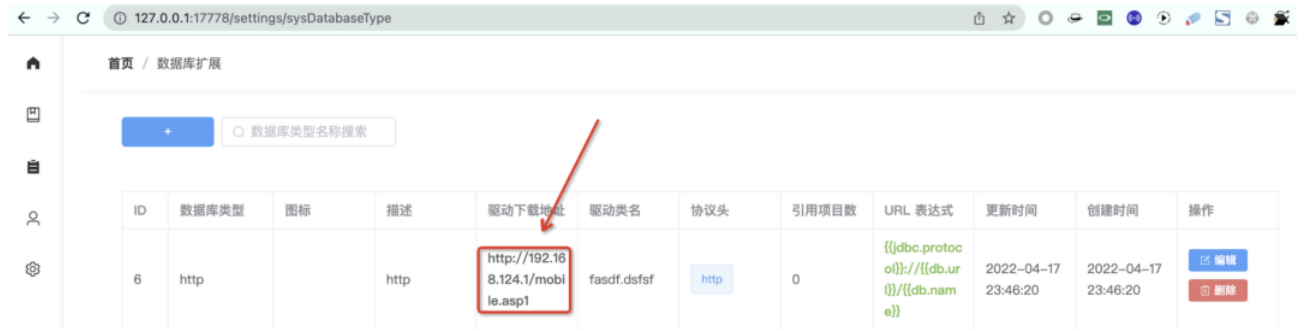 127.0.0.1:17778/settings/sysDatabaseType
首页 / 数据库扩展
+
数据库类型名称搜索
ID 数据库类型 图标 描述 驱动下载地址 驱动类名 协议头 引用项目数 URL 表达式 更新时间 创建时间 操作
6 http http
http://192.16
8.124.1/mobi
le.asp1
fasdf.dsfsf http 0
{{jdbc.protoc
ol}}://{{db.ur
l}}/{{db.nam
e}}
2022-04-17
23:46:20
2022-04-17
23:46:20
编辑
删除